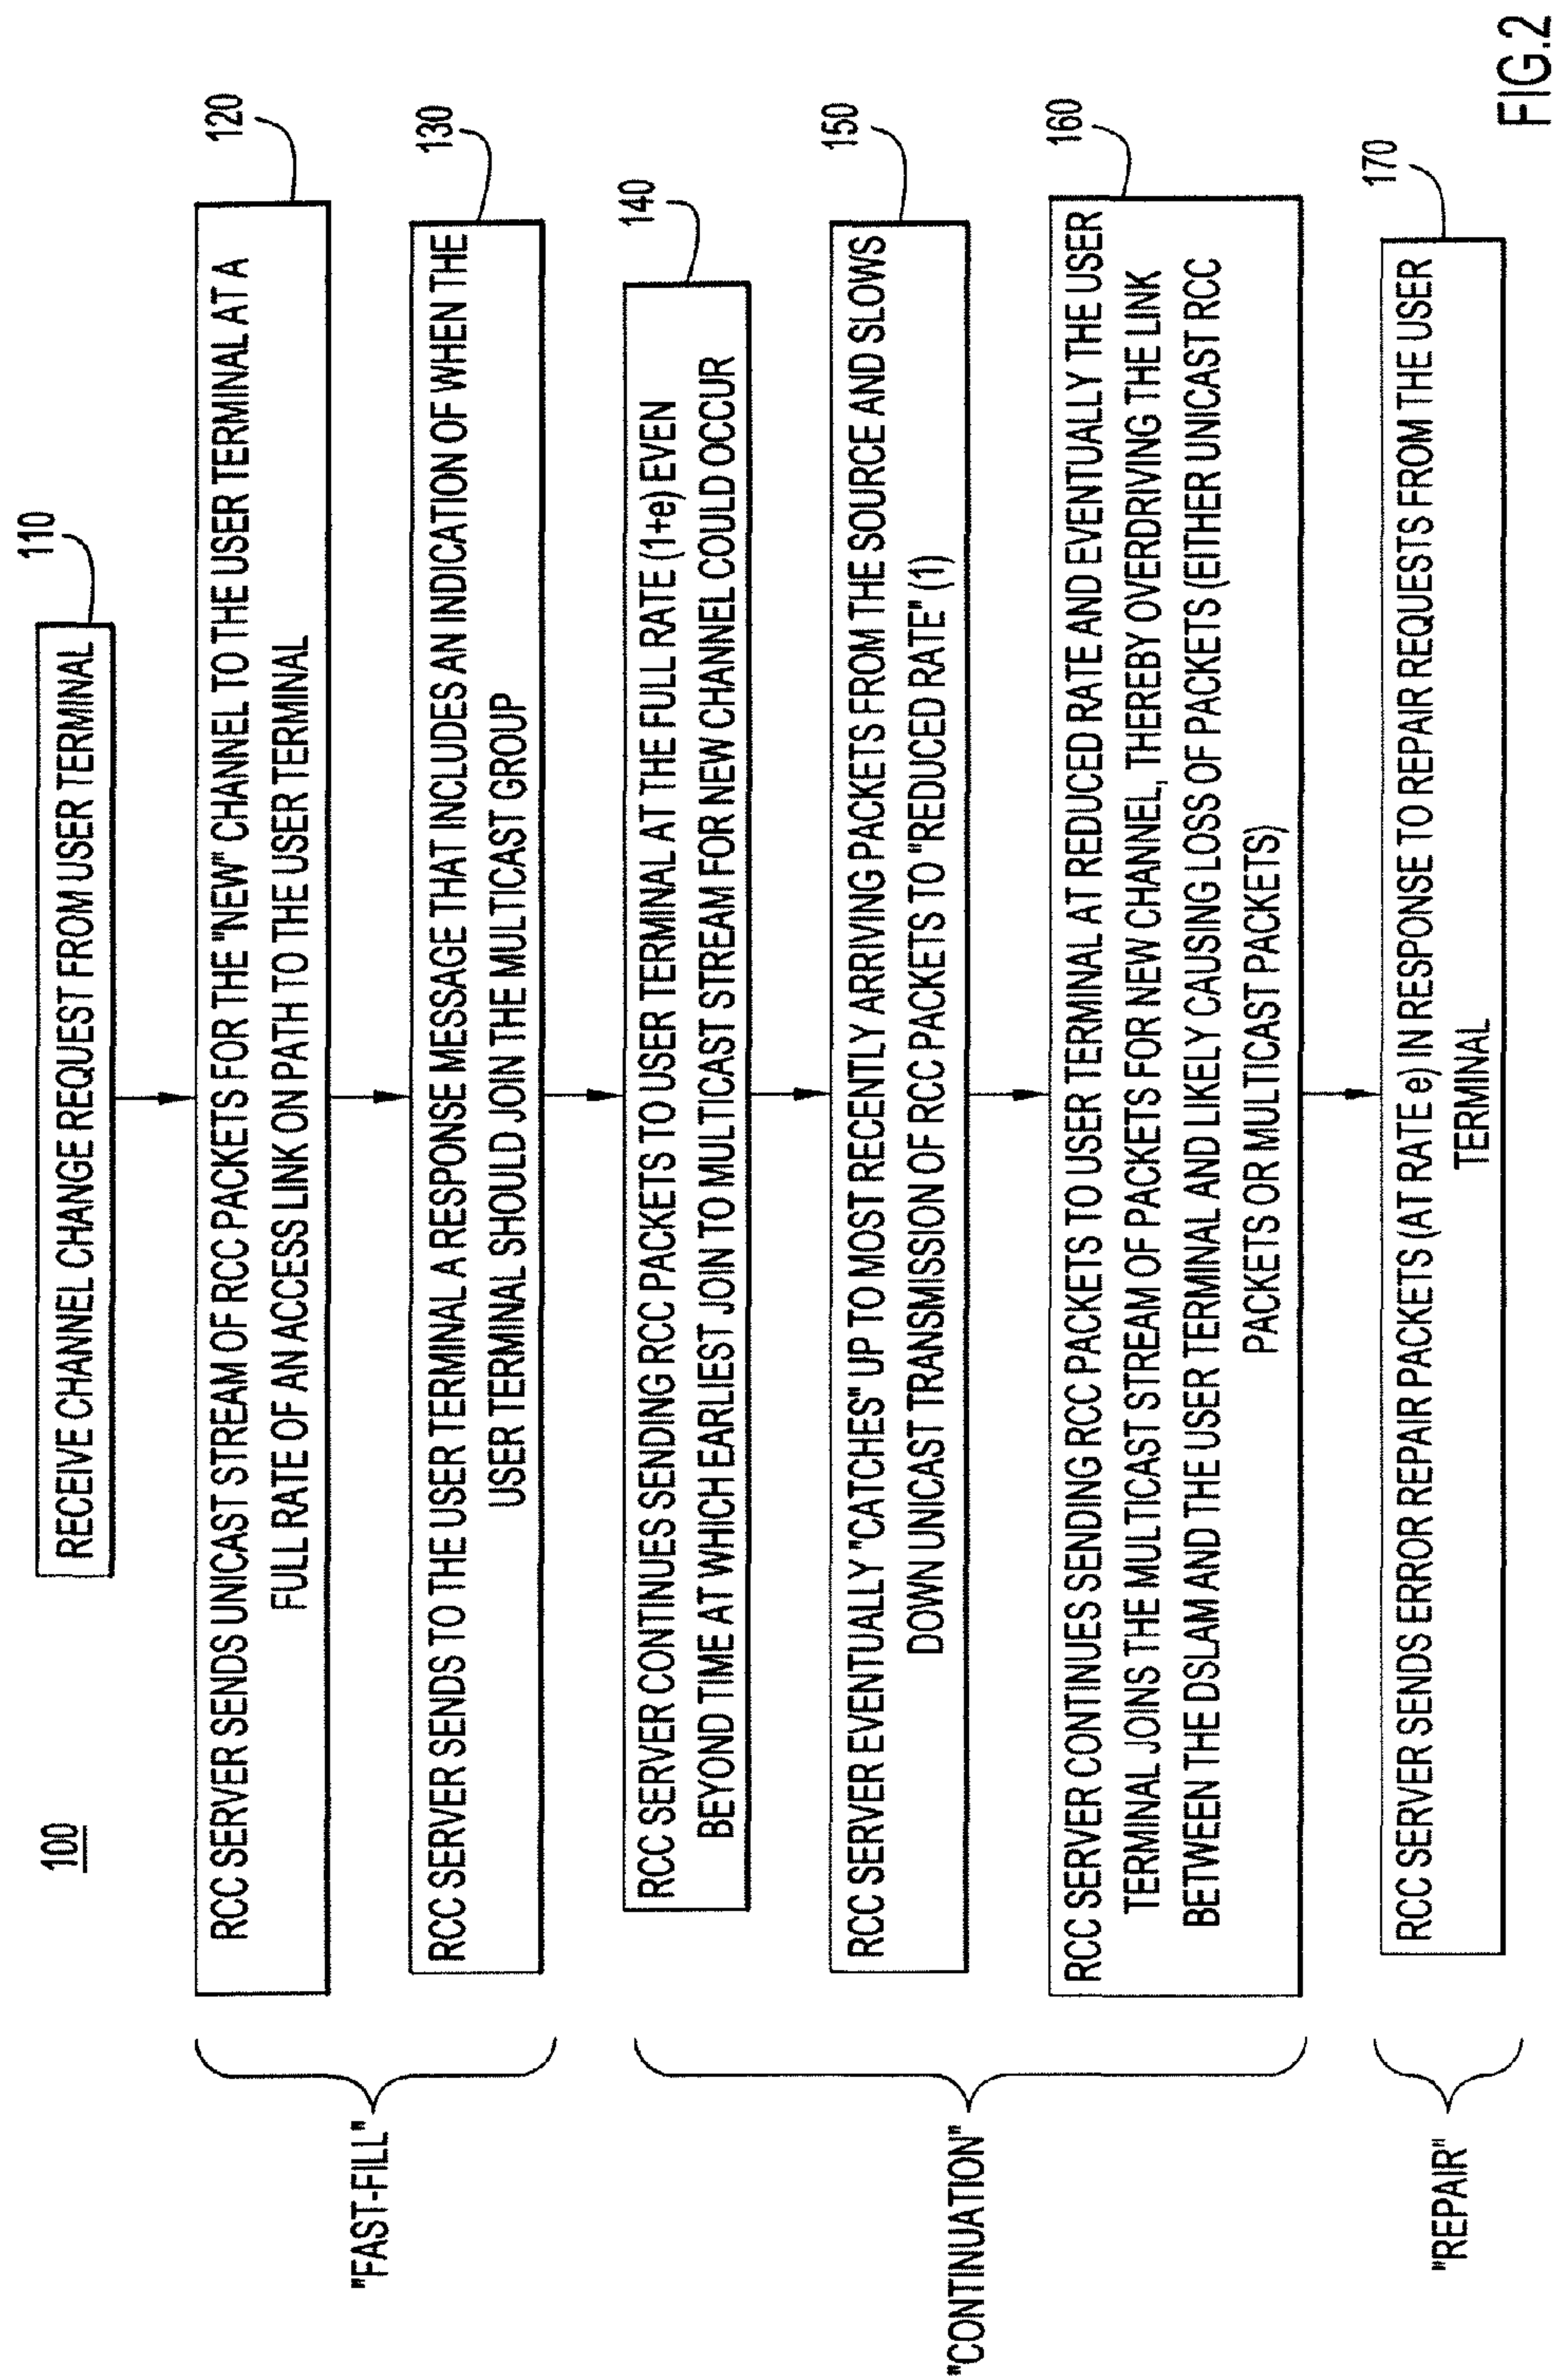 100
RECEIVE CHANNEL CHANGE REQUEST FROM USER TERMINAL
110
"FAST-FILL"
RCC SERVER SENDS UNICAST STREAM OF RCC PACKETS FOR THE "NEW" CHANNEL TO THE USER TERMINAL AT A
FULL RATE OF AN ACCESS LINK ON PATH TO THE USER TERMINAL
120
RCC SERVER SENDS TO THE USER TERMINAL A RESPONSE MESSAGE THAT INCLUDES AN INDICATION OF WHEN THE
USER TERMINAL SHOULD JOIN THE MULTICAST GROUP
130
"CONTINUATION"
RCC SERVER CONTINUES SENDING RCC PACKETS TO USER TERMINAL AT THE FULL RATE (1+e) EVEN
BEYOND TIME AT WHICH EARLIEST JOIN TO MULTICAST STREAM FOR NEW CHANNEL COULD OCCUR
140
RCC SERVER EVENTUALLY "CATCHES" UP TO MOST RECENTLY ARRIVING PACKETS FROM THE SOURCE AND SLOWS
DOWN UNICAST TRANSMISSION OF RCC PACKETS TO "REDUCED RATE" (1)
150
RCC SERVER CONTINUES SENDING RCC PACKETS TO USER TERMINAL AT REDUCED RATE AND EVENTUALLY THE USER
TERMINAL JOINS THE MULTICAST STREAM OF PACKETS FOR NEW CHANNEL, THEREBY OVERDRIVING THE LINK
BETWEEN THE DSLAM AND THE USER TERMINAL AND LIKELY CAUSING LOSS OF PACKETS (EITHER UNICAST RCC
PACKETS OR MULTICAST PACKETS)
160
"REPAIR"
RCC SERVER SENDS ERROR REPAIR PACKETS (AT RATE e) IN RESPONSE TO REPAIR REQUESTS FROM THE USER
TERMINAL
170
FIG.2